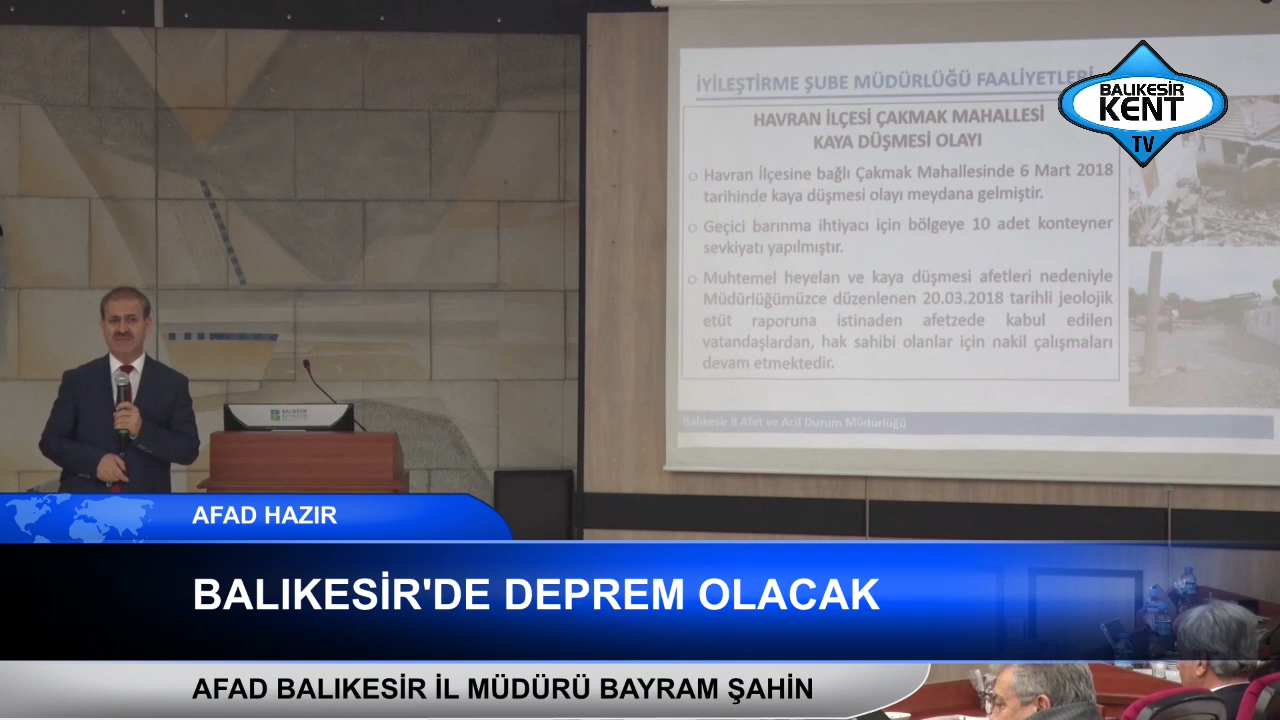 İYİLEŞTİRME ŞUBE MÜDÜRLÜĞÜ FAALİYETLERİ
HAVRAN İLÇESİ ÇAKMAK MAHALLESİ
KAYA DÜŞMESİ OLAYI
o Havran İlçesine bağlı Çakmak Mahallesinde 6 Mart 2018
tarihinde kaya düşmesi olayı meydana gelmiştir.
o Geçici barınma ihtiyacı için bölgeye 10 adet konteyner
sevkiyatı yapılmıştır.
o Muhtemel heyelan ve kaya düşmesi afetleri nedeniyle
Müdürlüğümüzce düzenlenen 20.03.2018 tarihli jeolojik
etüt raporuna istinaden afetzede kabul edilen
vatandaşlardan, hak sahibi olanlar için nakil çalışmaları
devam etmektedir.
Balıkesir İl Afet ve Acil Durum Müdürlüğü
BALIKESİR
KENT
TV
BALIKESİR
AFAD HAZIR
BALIKESİR'DE DEPREM OLACAK
AFAD BALIKESİR İL MÜDÜRÜ BAYRAM ŞAHİN